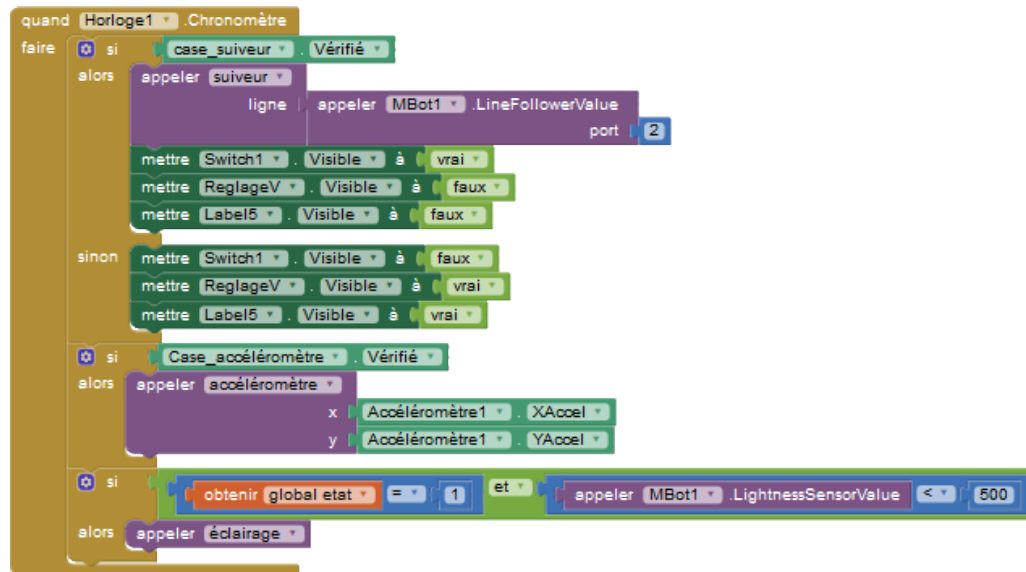 quand Horloge1 .Chronomètre
faire si case_suiveur . Vérifié
alors appeler suiveur
ligne appeler MBot1 .LineFollowerValue
port 2
mettre Switch1 . Visible à vrai
mettre ReglageV . Visible à faux
mettre Label5 . Visible à faux
sinon mettre Switch1 . Visible à faux
mettre ReglageV . Visible à vrai
mettre Label5 . Visible à vrai
si Case_accéléromètre . Vérifié
alors appeler accéléromètre
x Accéléromètre1 . XAccel
y Accéléromètre1 . YAccel
si obtenir global etat = 1 et appeler MBot1 .LightnessSensorValue < 500
alors appeler éclairage